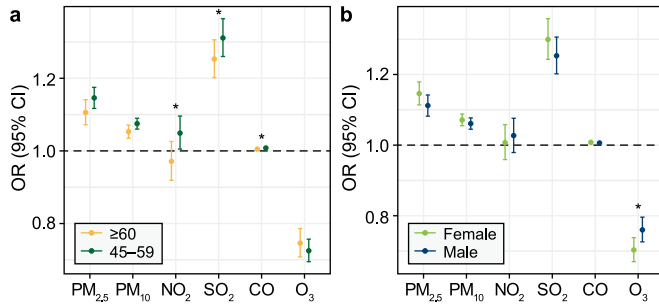 a
OR (95% CI)
1.2
1.0
0.8
*
*
*
≥60
45–59
PM₂.₅ PM₁₀ NO₂ SO₂ CO O₃
b
OR (95% CI)
1.2
1.0
0.8
*
Female
Male
PM₂.₅ PM₁₀ NO₂ SO₂ CO O₃